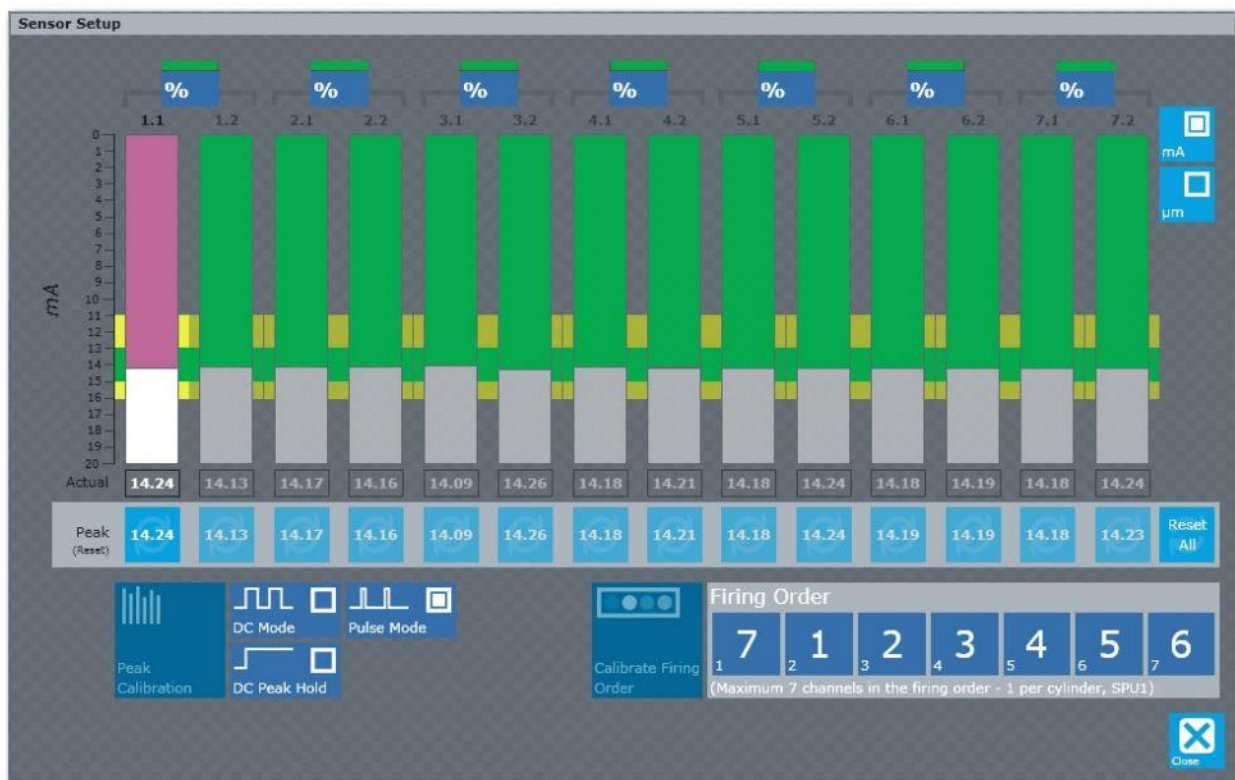 Sensor Setup
% % % % % % %
1.1 1.2 2.1 2.2 3.1 3.2 4.1 4.2 5.1 5.2 6.1 6.2 7.1 7.2
mA
µm
mA
0
1
2
3
4
5
6
7
8
9
10
11
12
13
14
15
16
17
18
19
20
Actual 14.24 14.13 14.17 14.16 14.09 14.26 14.18 14.21 14.18 14.24 14.18 14.19 14.18 14.24
Peak 14.24 14.13 14.17 14.16 14.09 14.26 14.18 14.21 14.18 14.24 14.19 14.19 14.18 14.23 Reset
(Reset) All
Peak
Calibration
DC Mode
Pulse Mode
DC Peak Hold
Calibrate Firing
Order
Firing Order
7 1 2 3 4 5 6
1 2 3 4 5 6 7
(Maximum 7 channels in the firing order - 1 per cylinder, SPU1)
Close